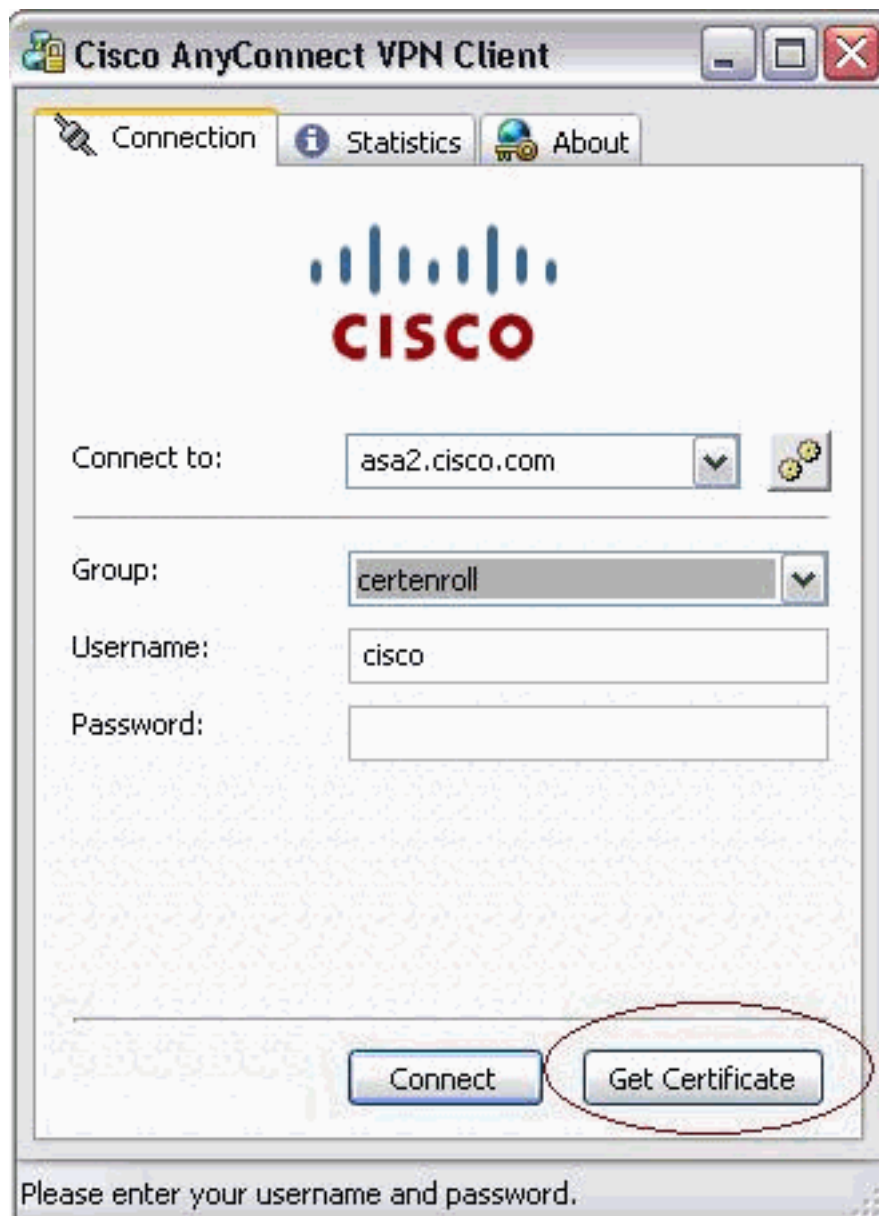 Cisco AnyConnect VPN Client
Connection Statistics About
CISCO
Connect to: asa2.cisco.com
Group: certenroll
Username: cisco
Password:
Connect Get Certificate
Please enter your username and password.